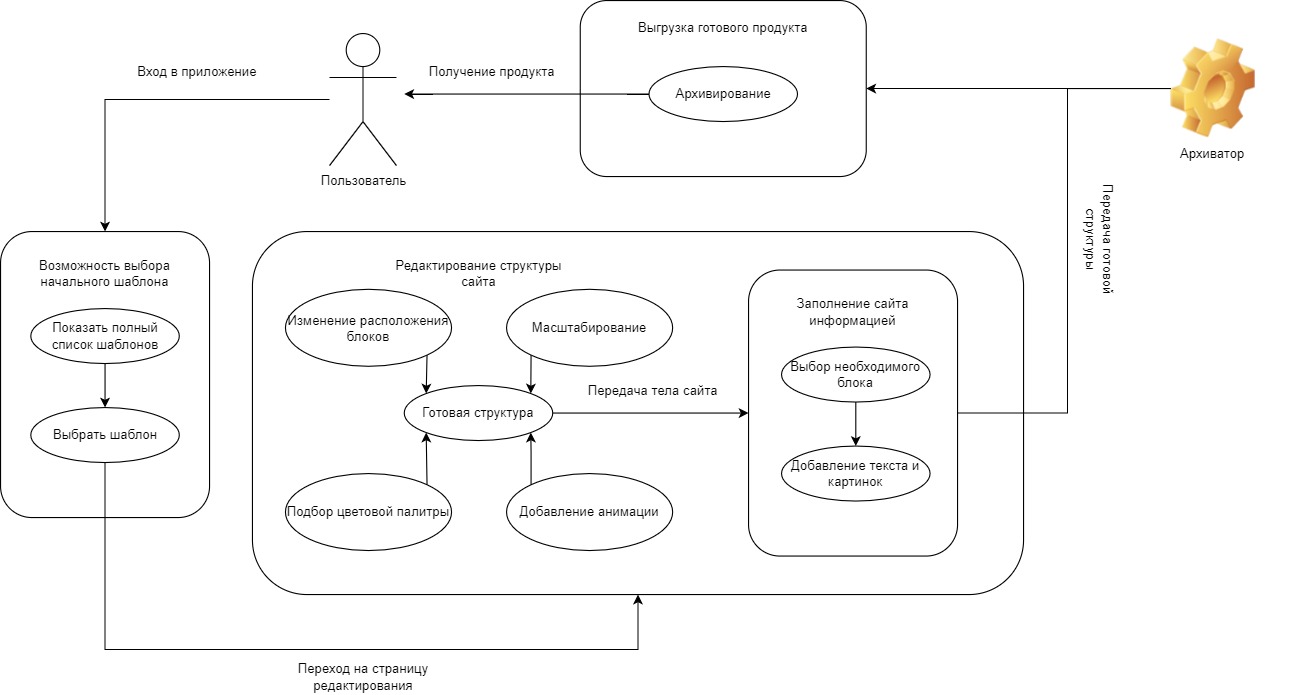 Выгрузка готового продукта
Вход в приложение
Получение продукта
Архивирование
Архиватор
Пользователь
Передача готовой
структуры
Возможность выбора
начального шаблона
Показать полный
список шаблонов
Выбрать шаблон
Редактирование структуры
сайта
Изменение расположения
блоков
Масштабирование
Готовая структура
Подбор цветовой палитры
Добавление анимации
Передача тела сайта
Заполнение сайта
информацией
Выбор необходимого
блока
Добавление текста и
картинок
Переход на страницу
редактирования